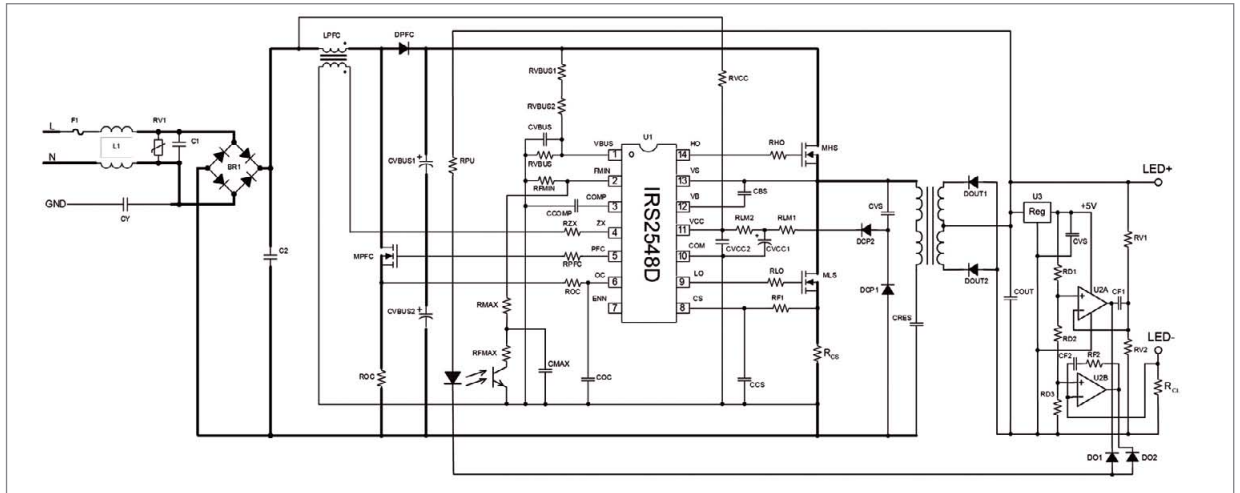 LPFC
DPFC
RVBUS1
RVCC
RVBUS2
L
F1
RV1
L1
C1
N
BR1
GND
CY
C2
CVBUS
CVBUS1
RPU
RVBUS
RFMIN
CCOMP
RZX
MPFC
RPFC
ROC
RMAX
CVBUS2
RFMAX
CMAX
COC
ROC
U1
IRS2548D
VBUS 1
FMIN 2
COMP 3
ZX 4
PFC 5
OC 6
ENN 7
14 HO
13 VS
12 VB
11 VCC
10 COM
9 LO
8 CS
RHO
MHS
CBS
RLM2
RLM1
CVCC2
CVCC1
DCP2
CVS
RLO
MLS
DCP1
RF1
CRES
RCS
CCS
DOUT1
DOUT2
COUT
U3
Reg
+5V
CVS
LED+
RV1
RD1
U2A
CF1
RD2
RV2
LED-
CF2
RF2
U2B
RD3
RCL
DO1
DO2